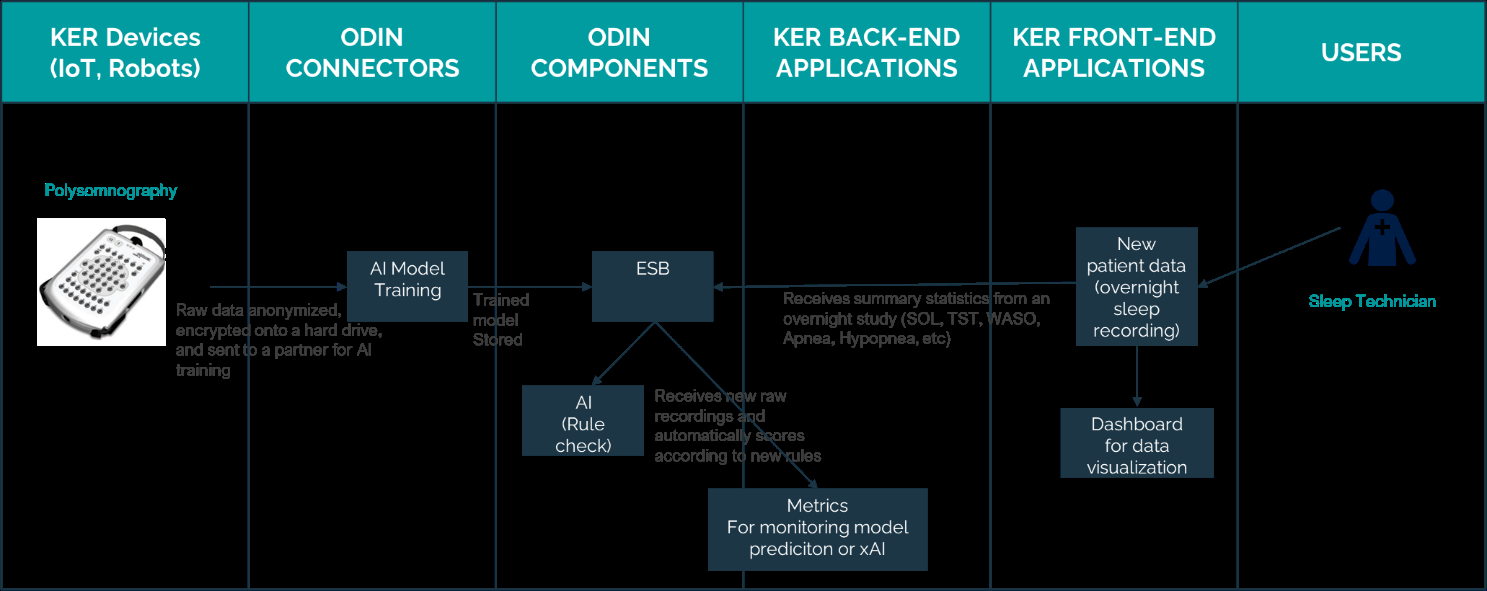 KER Devices
(IoT, Robots)
ODIN
CONNECTORS
ODIN
COMPONENTS
KER BACK-END
APPLICATIONS
KER FRONT-END
APPLICATIONS
USERS
Polysomnography
Raw data anonymized,
encrypted onto a hard drive,
and sent to a partner for AI
training
AI Model
Training
Trained
model
Stored
ESB
AI
(Rule
check)
Receives new raw
recordings and
automatically scores
according to new rules
Metrics
For monitoring model
prediciton or xAI
Receives summary statistics from an
overnight study (SOL, TST, WASO,
Apnea, Hypopnea, etc)
New
patient data
(overnight
sleep
recording)
Dashboard
for data
visualization
Sleep Technician